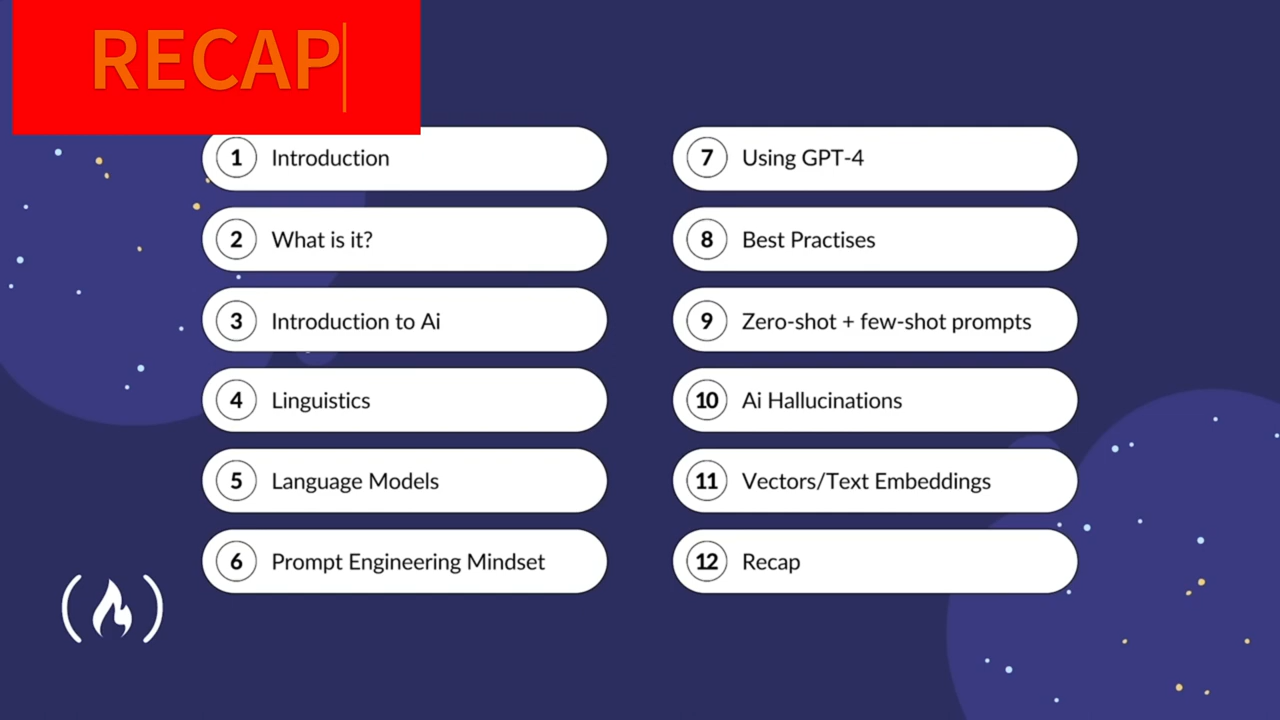 RECAP
1 Introduction
2 What is it?
3 Introduction to Ai
4 Linguistics
5 Language Models
6 Prompt Engineering Mindset
7 Using GPT-4
8 Best Practises
9 Zero-shot + few-shot prompts
10 Ai Hallucinations
11 Vectors/Text Embeddings
12 Recap